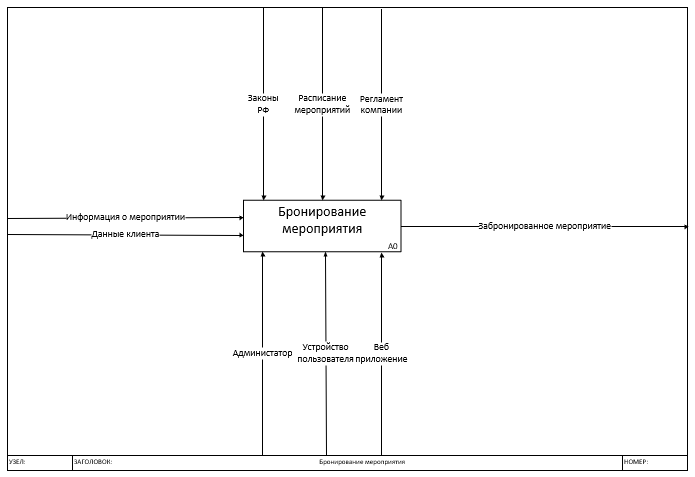 Законы
РФ
Расписание
мероприятий
Регламент
компании
Информация о мероприятии
Данные клиента
Бронирование
мероприятия
A0
Забронированное мероприятие
Администатор
Устройство
пользователя
Веб
приложение
УЗЕЛ:
ЗАГОЛОВОК:
Бронирование мероприятия
НОМЕР: